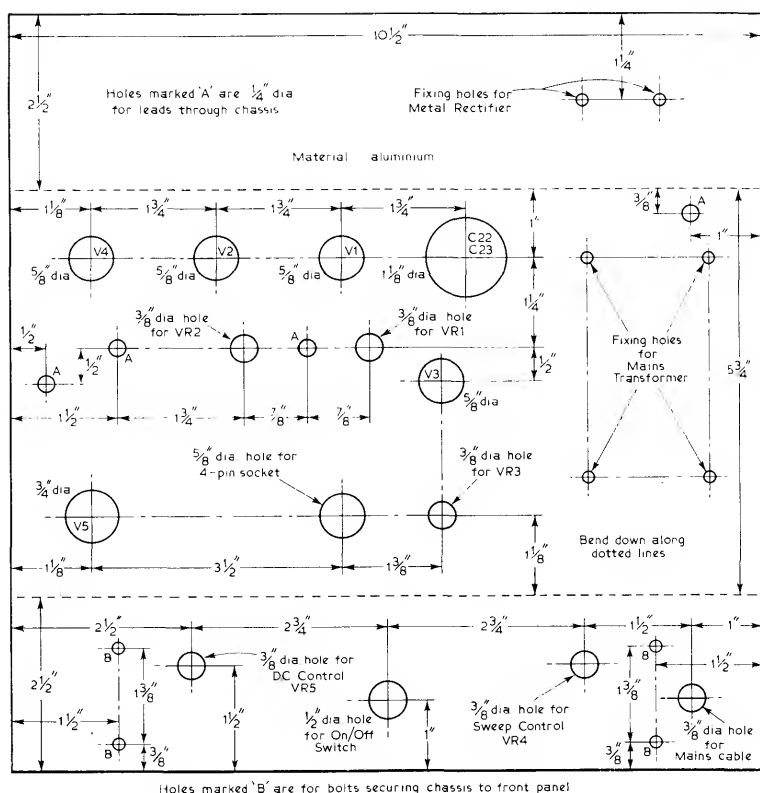 10½"
2½"
1¼"
Holes marked 'A' are ¼" dia
for leads through chassis
Fixing holes for
Metal Rectifier
Material aluminium
1⅛"
1¾"
1¾"
1¾"
1"
⅜"
A
1"
V4
V2
V1
C22
C23
⅝" dia
⅝" dia
⅝" dia
1⅛" dia
1¼"
⅜" dia hole
for VR2
⅜" dia hole
for VR1
½"
A
½"
A
A
½"
Fixing holes
for
Mains
Transformer
5¾"
V3
⅝" dia
1½"
1¾"
⅞"
⅞"
⅝" dia. hole for
4-pin socket
⅜" dia hole
for VR3
¾" dia
V5
Bend down along
dotted lines
1⅛"
1⅛"
3½"
1⅜"
2½"
2¾"
2¾"
1½"
1"
2½"
B
1⅜"
⅜"
dia hole for
DC Control
VR5
B
1⅜"
1½"
1½"
1½"
½" dia hole
for On/Off
Switch
1"
⅜"
dia hole for
Sweep Control
VR4
⅜"
dia hole
for
Mains cable
B
⅜"
B
⅜"
Holes marked 'B' are for bolts securing chassis to front panel